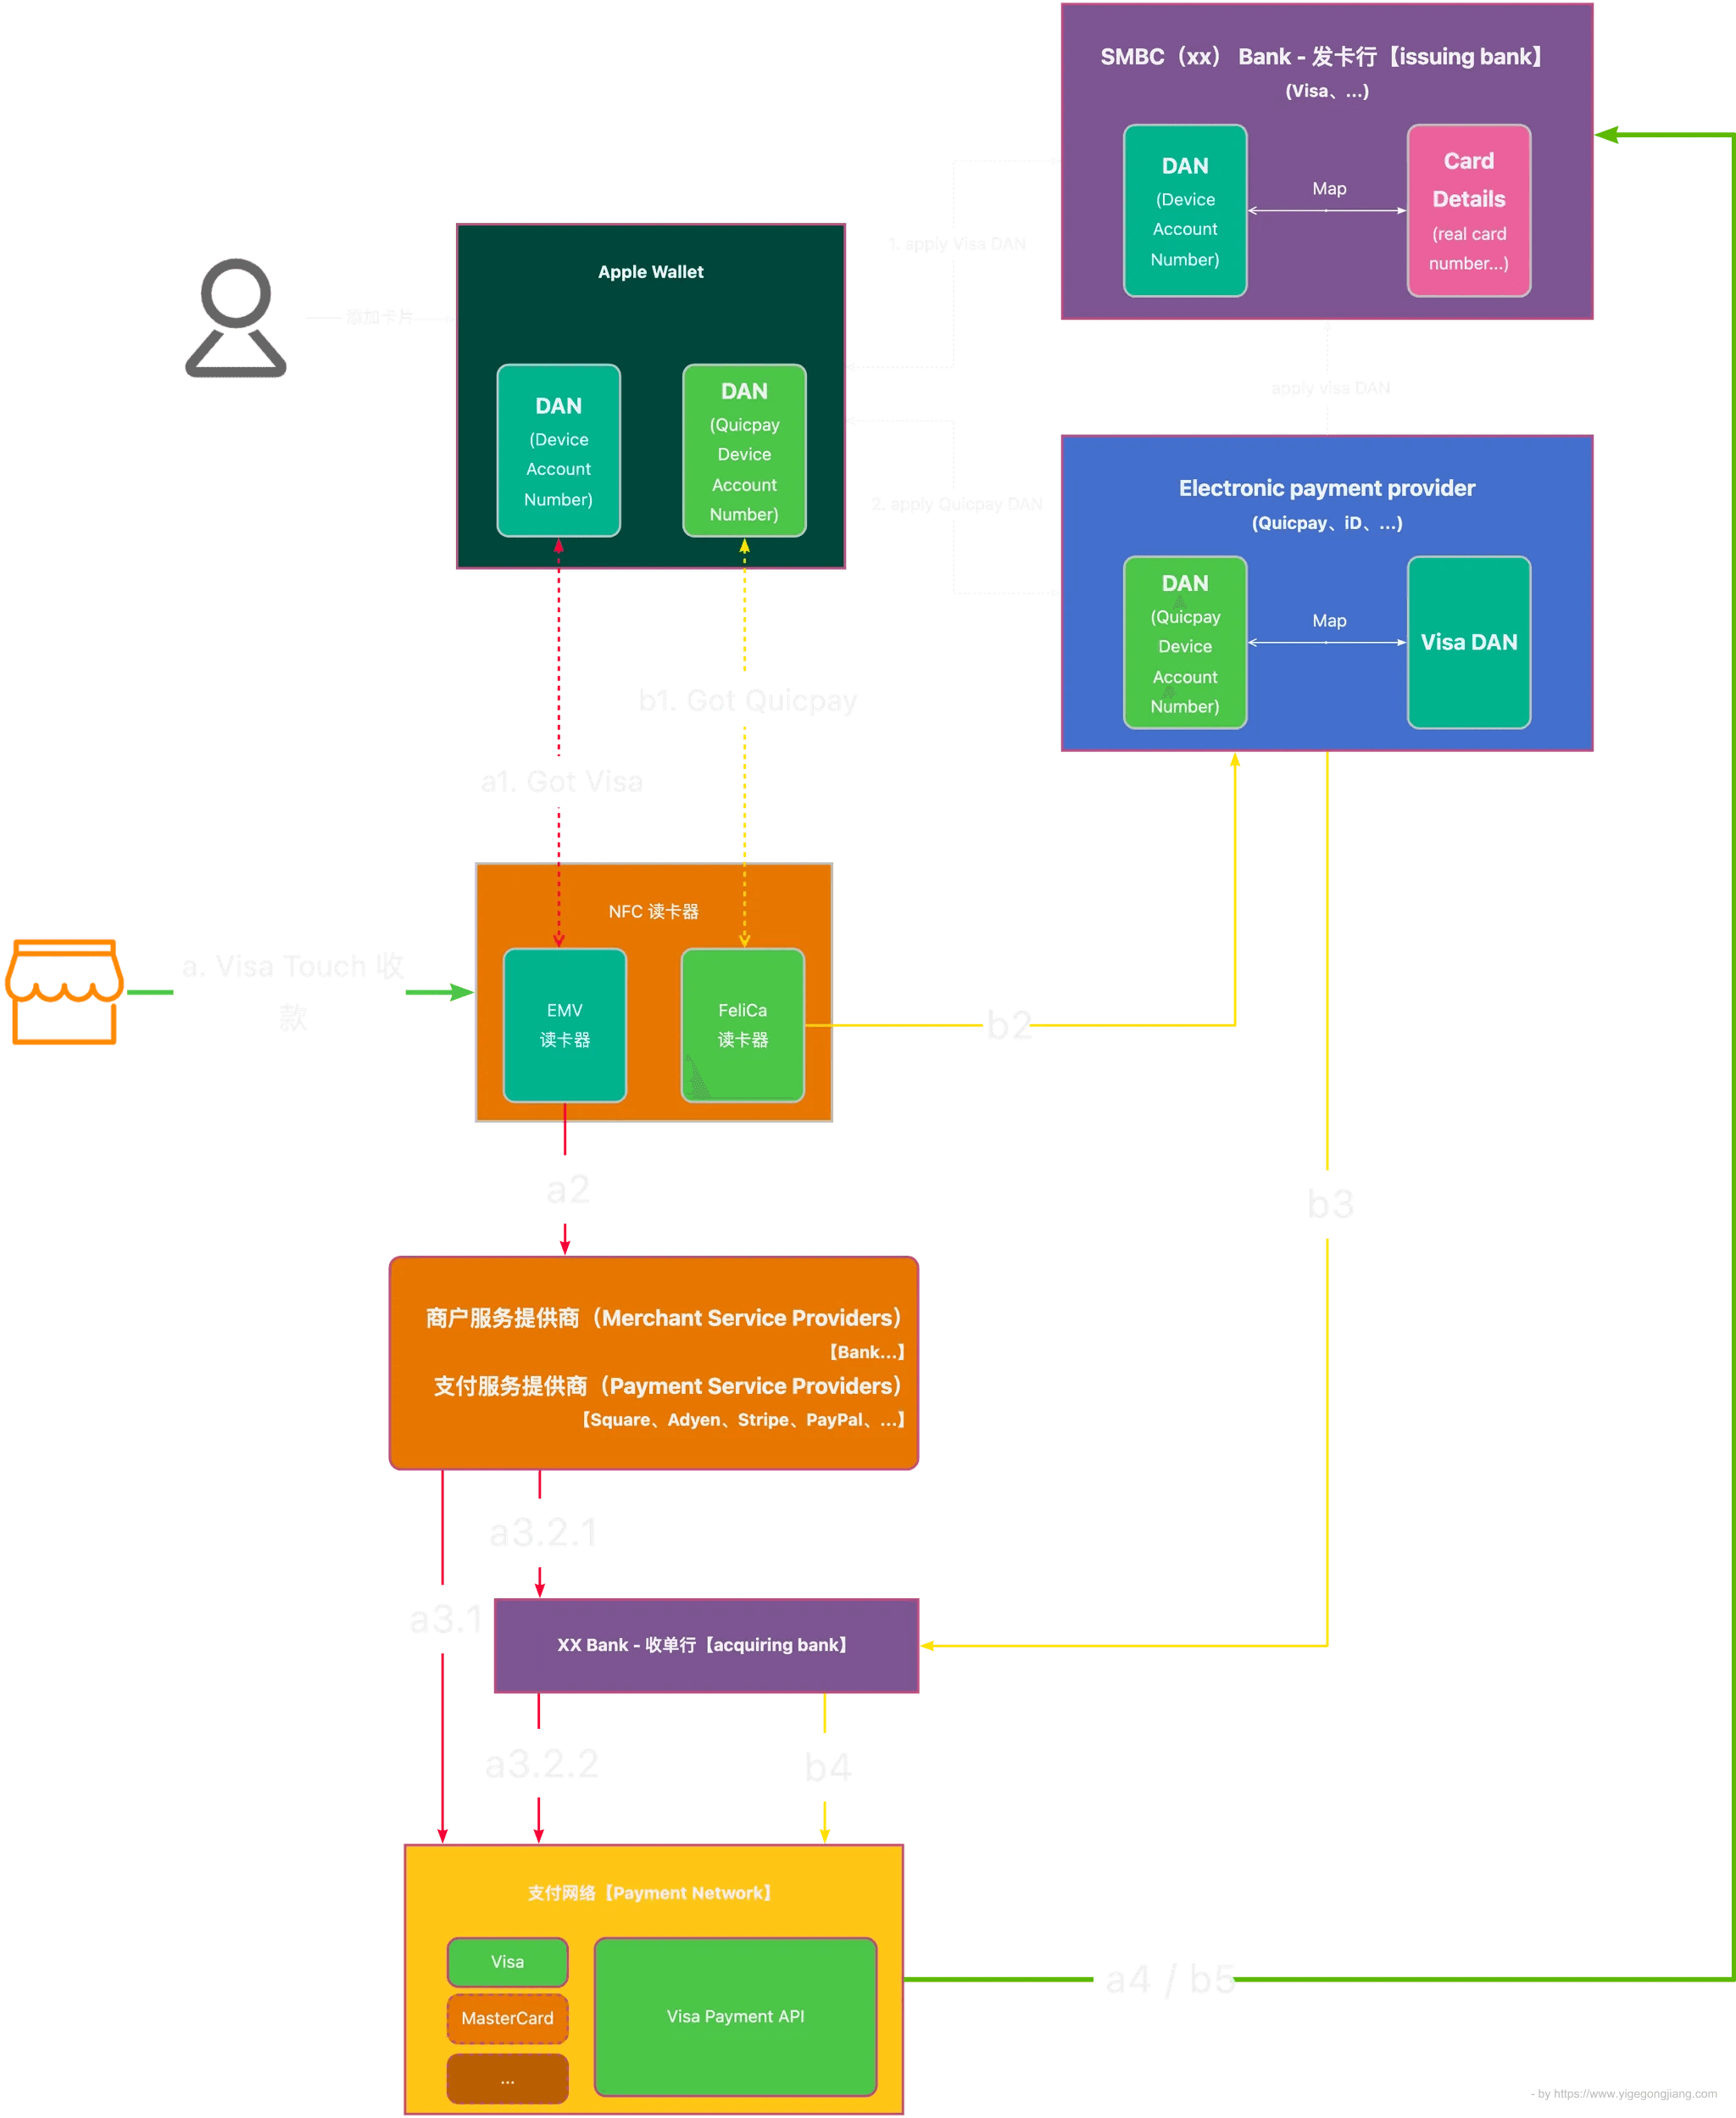 SMBC（xx） Bank - 发卡行【issuing bank】
(Visa、...)
DAN
(Device
Account
Number)
Map
Card
Details
(real card
number...)
1. apply Visa DAN
Apple Wallet
添加卡片
DAN
(Device
Account
Number)
DAN
(Quicpay
Device
Account
Number)
apply visa DAN
2. apply Quicpay DAN
Electronic payment provider
(Quicpay、iD、...)
DAN
(Quicpay
Device
Account
Number)
Map
Visa DAN
b1. Got Quicpay
a1. Got Visa
NFC 读卡器
a. Visa Touch 收
款
EMV
读卡器
FeliCa
读卡器
b2
a2
b3
商户服务提供商（Merchant Service Providers）
【Bank...】
支付服务提供商（Payment Service Providers）
【Square、Adyen、Stripe、PayPal、...】
a3.2.1
a3.1
XX Bank - 收单行【acquiring bank】
a3.2.2
b4
支付网络【Payment Network】
Visa
MasterCard
...
Visa Payment API
a4 / b5
- by https://www.yigegongjiang.com